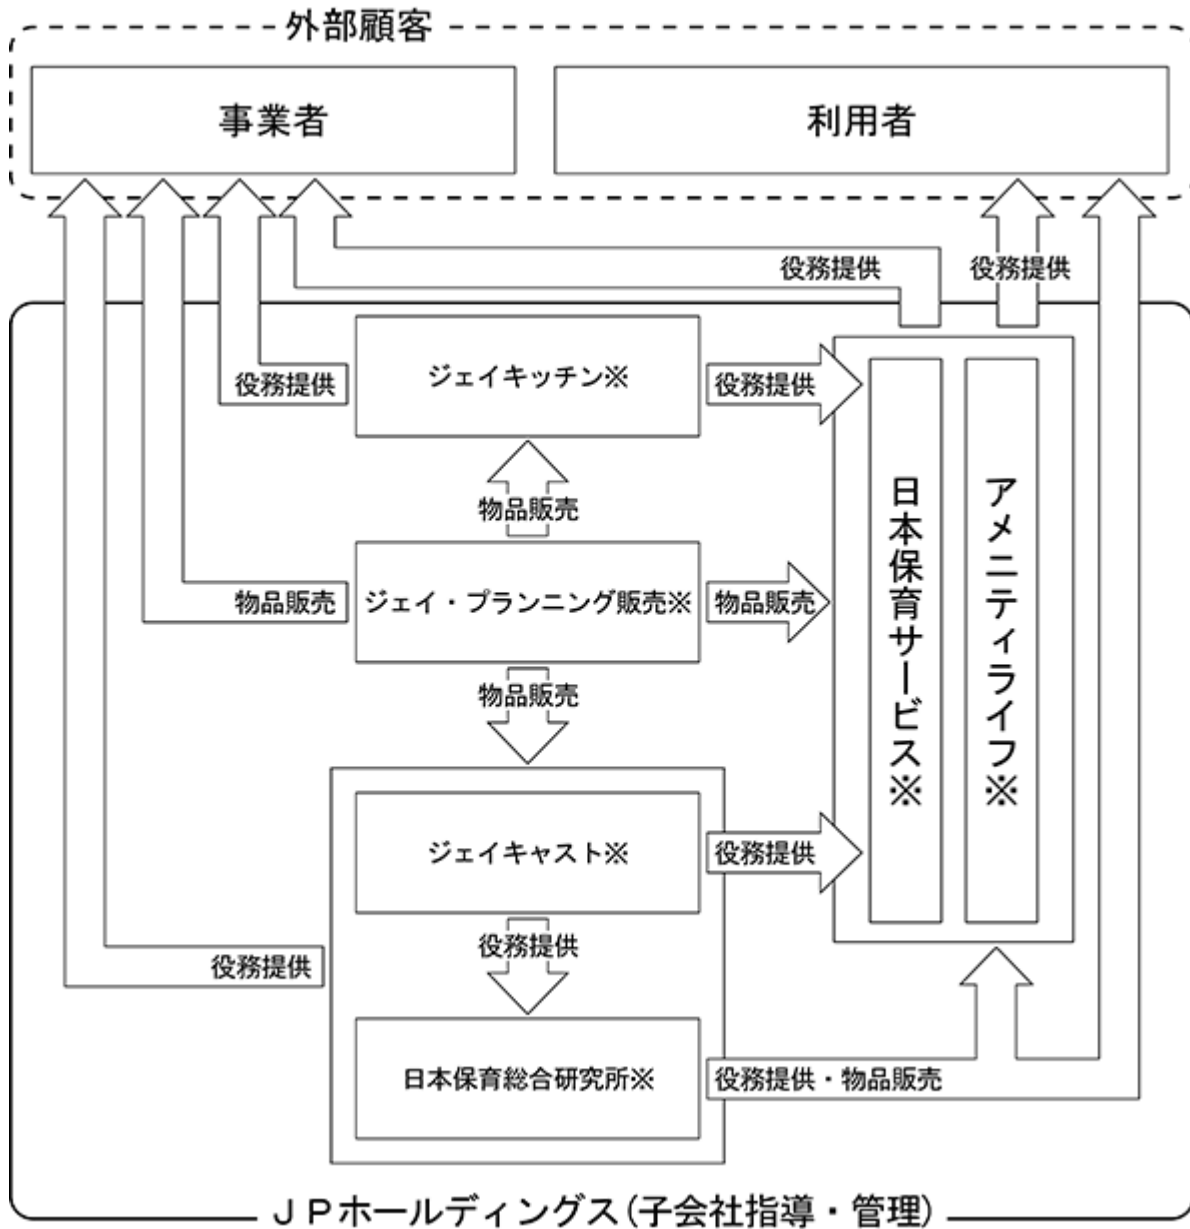 外部顧客
事業者
利用者
役務提供
役務提供
ジェイキッチン※
役務提供
役務提供
物品販売
ジェイ・プランニング販売※
物品販売
物品販売
物品販売
日本保育サービス※
アメニティライフ※
ジェイキャスト※
役務提供
役務提供
役務提供
日本保育総合研究所※
役務提供・物品販売
ＪＰホールディングス(子会社指導・管理)